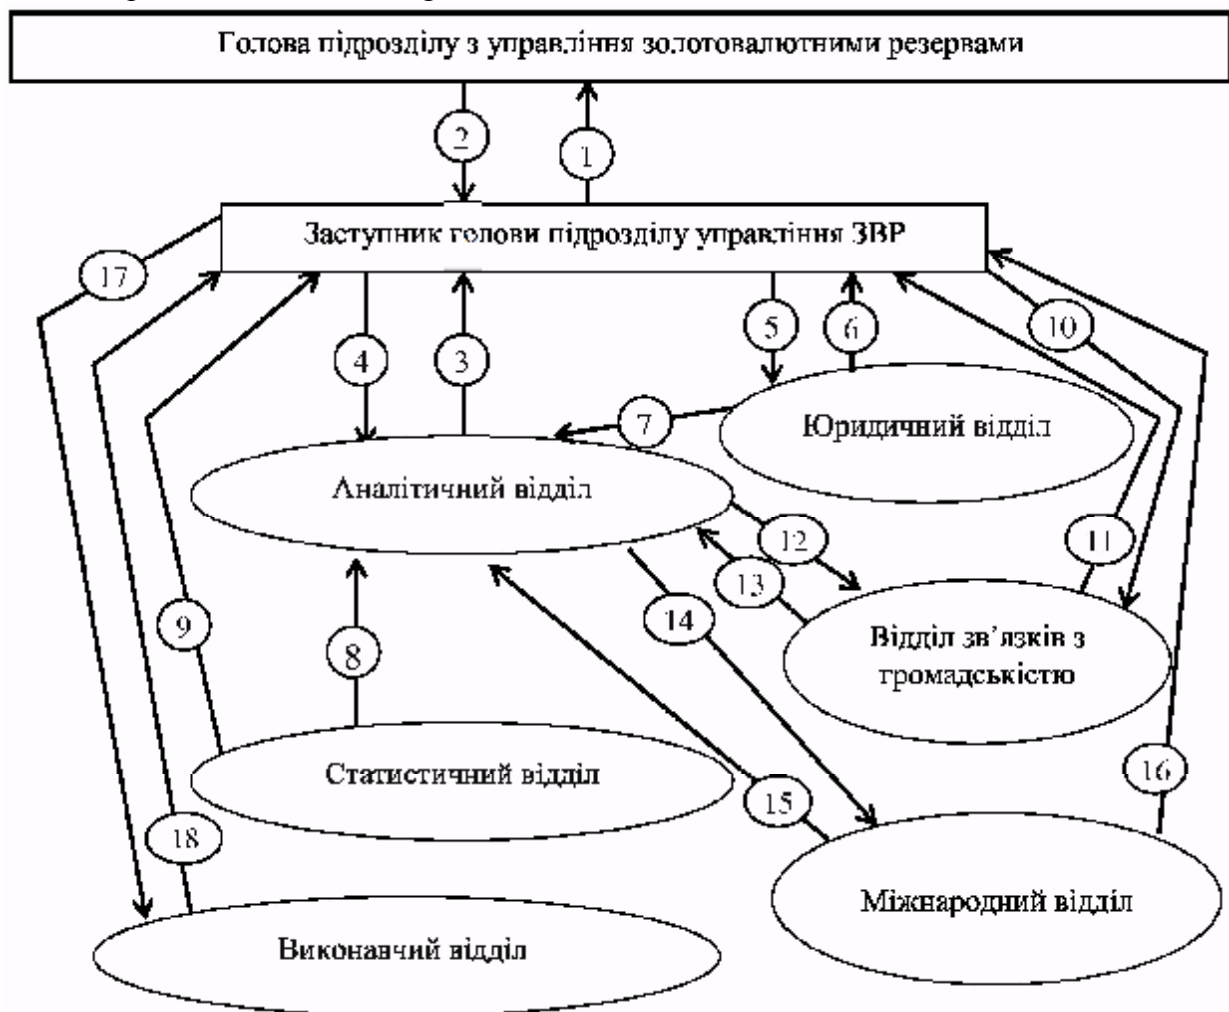 Голова підрозділу з управління золотовалютними резервами
2
1
Заступник голови підрозділу управління ЗВР
17
4
3
5
6
10
7
Юридичний відділ
Аналітичний відділ
12
11
13
9
14
8
Відділ зв’язків з
громадськістю
Статистичний відділ
16
15
18
Міжнародний відділ
Виконавчий відділ